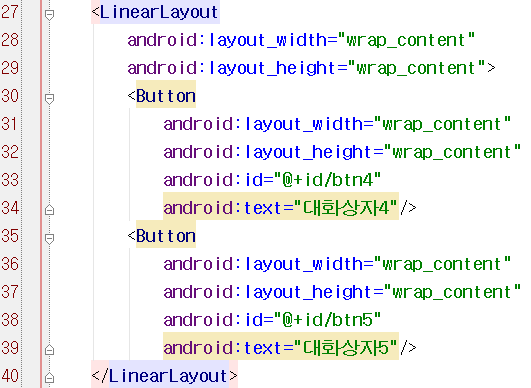 27 <LinearLayout
28 android:layout_width="wrap_content"
29 android:layout_height="wrap_content">
30 <Button
31 android:layout_width="wrap_content"
32 android:layout_height="wrap_content"
33 android:id="@+id/btn4"
34 android:text="대화상자4"/>
35 <Button
36 android:layout_width="wrap_content"
37 android:layout_height="wrap_content"
38 android:id="@+id/btn5"
39 android:text="대화상자5"/>
40 </LinearLayout>